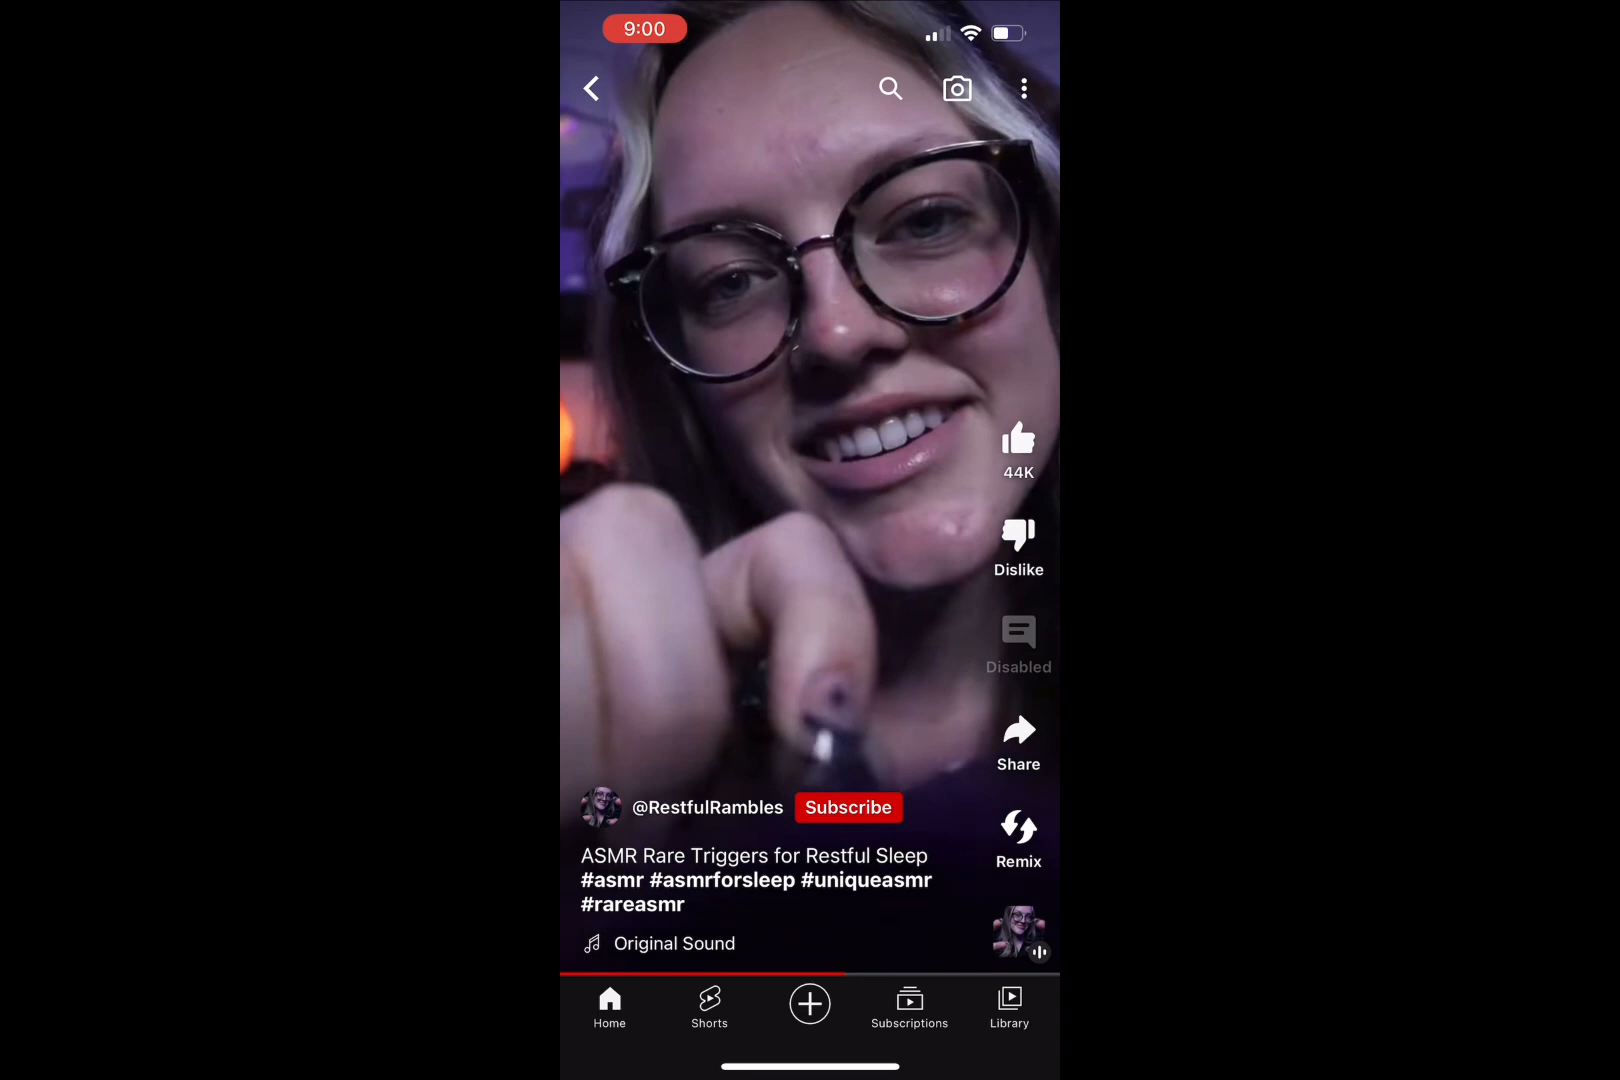 9:00
44K
Dislike
Disabled
Share
@RestfulRambles Subscribe
ASMR Rare Triggers for Restful Sleep
#asmr #asmrforsleep #uniqueasmr
#rareasmr
Remix
Original Sound
Home Shorts Subscriptions Library